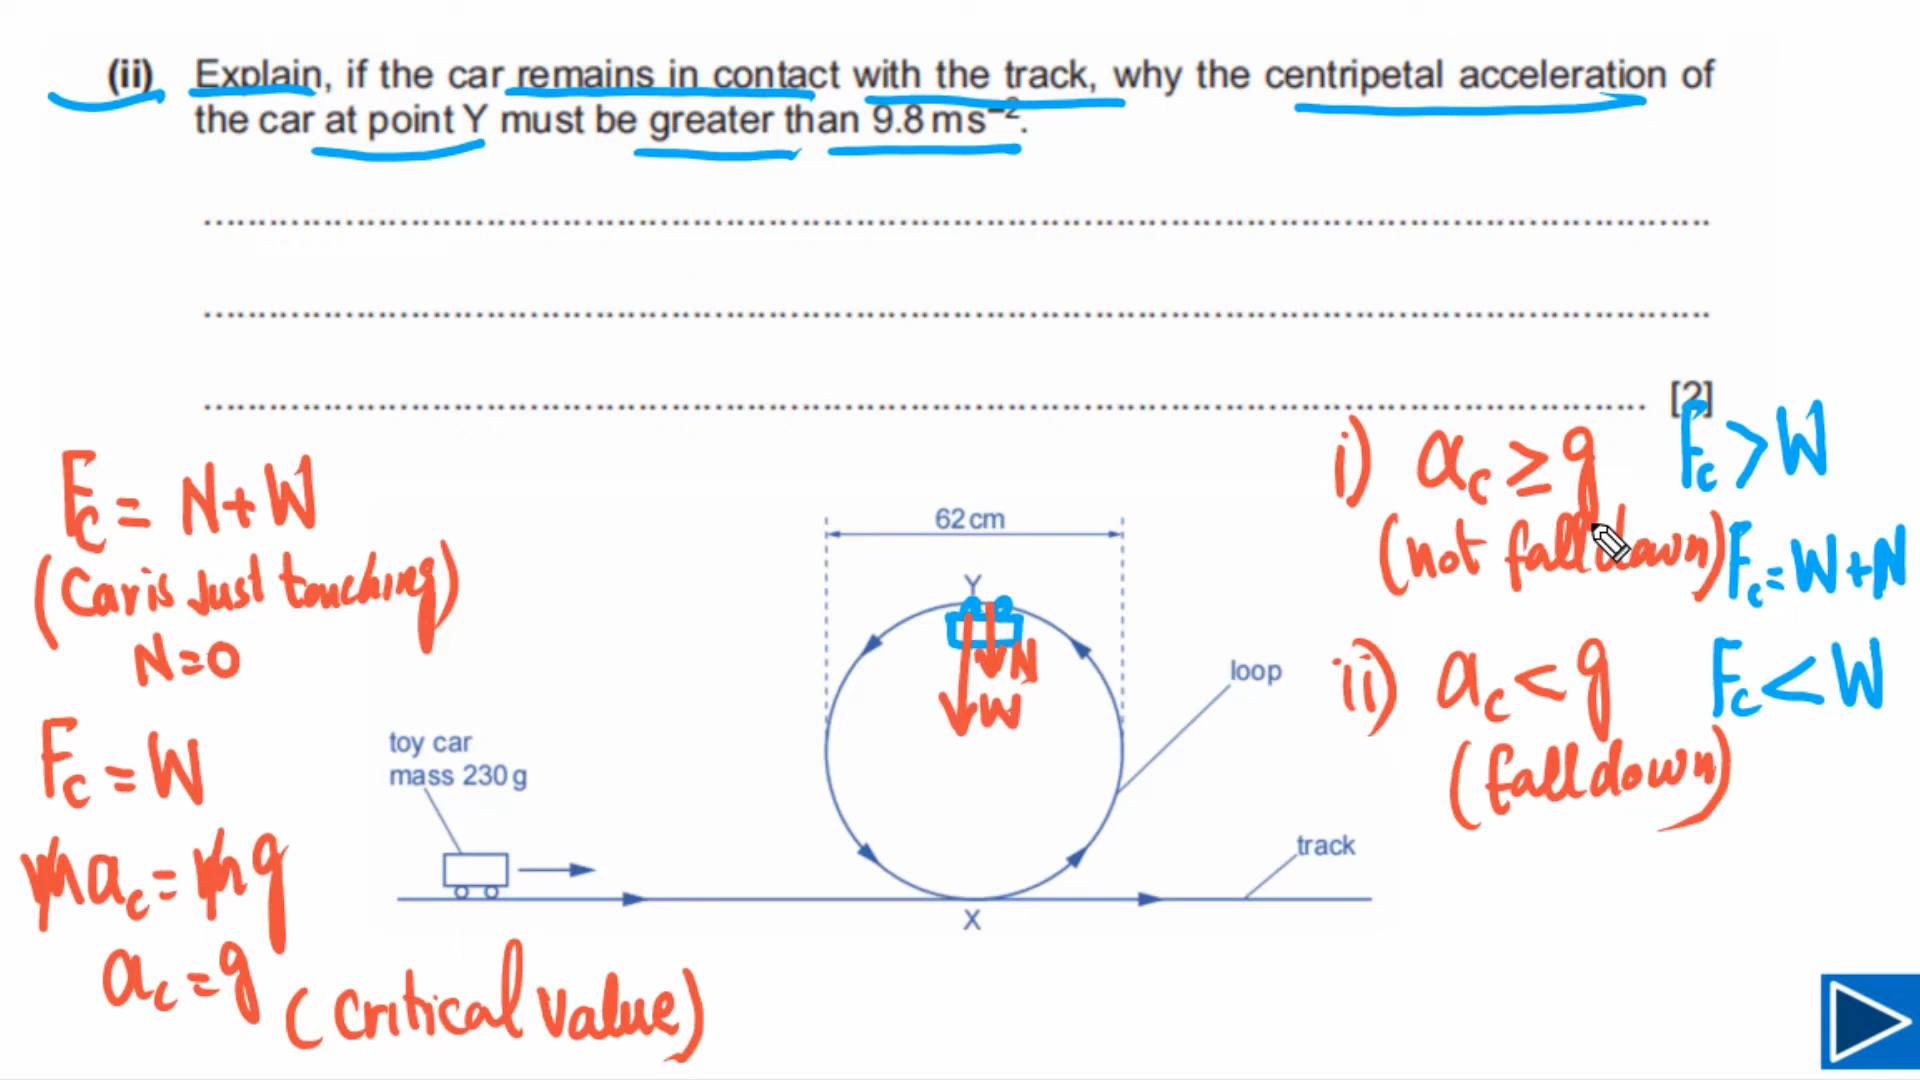 (ii) Explain, if the car remains in contact with the track, why the centripetal acceleration of
the car at point Y must be greater than 9.8 m s⁻².
[2]
Fc = N+W
(Car is Just touching)
N=0
Fc = W
mac = mg
ac = g (Critical value)
62 cm
Y
N
W
loop
toy car
mass 230 g
track
X
i) ac ≥ g Fc > W
(not fall down) Fc = W+N
ii) ac < g Fc < W
(fall down)